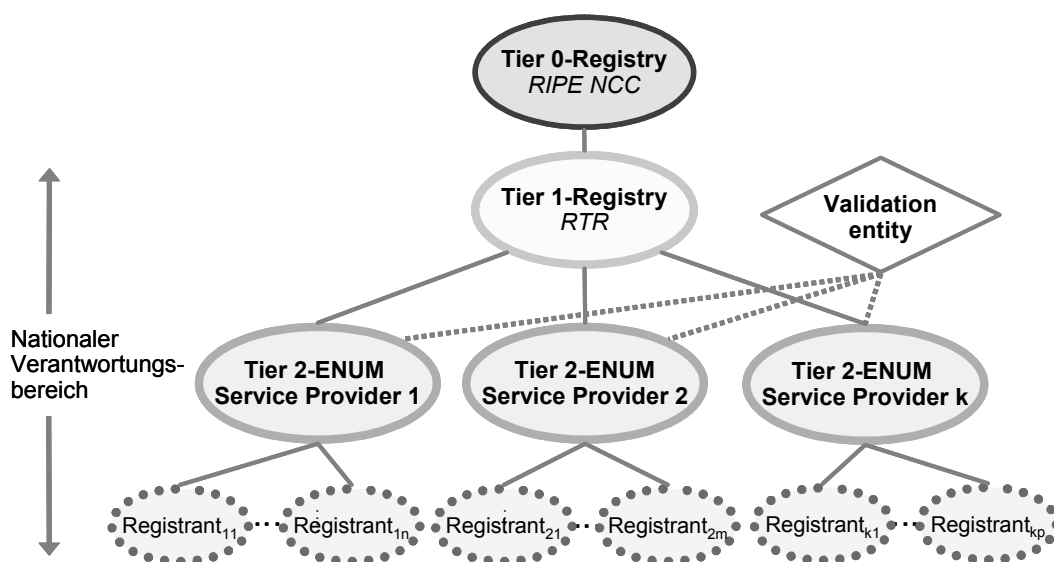 Tier 0-Registry
RIPE NCC
Tier 1-Registry
RTR
Validation
entity
Nationaler
Verantwortungs-
bereich
Tier 2-ENUM
Service Provider 1
Tier 2-ENUM
Service Provider 2
Tier 2-ENUM
Service Provider k
Registrant11 ... Registrant1n
Registrant21 ... Registrant2m
Registrantk1 ... Registrantkp